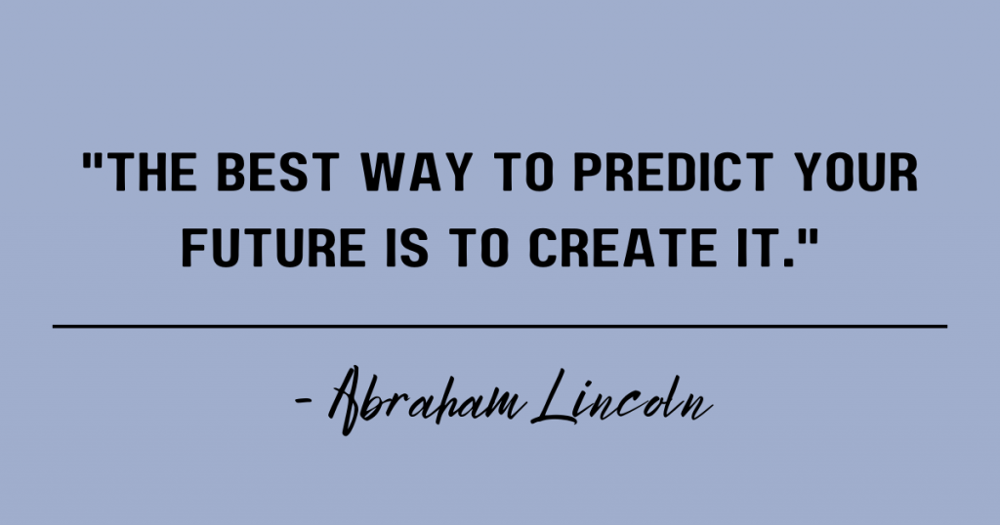 "THE BEST WAY TO PREDICT YOUR
FUTURE IS TO CREATE IT."
- Abraham Lincoln